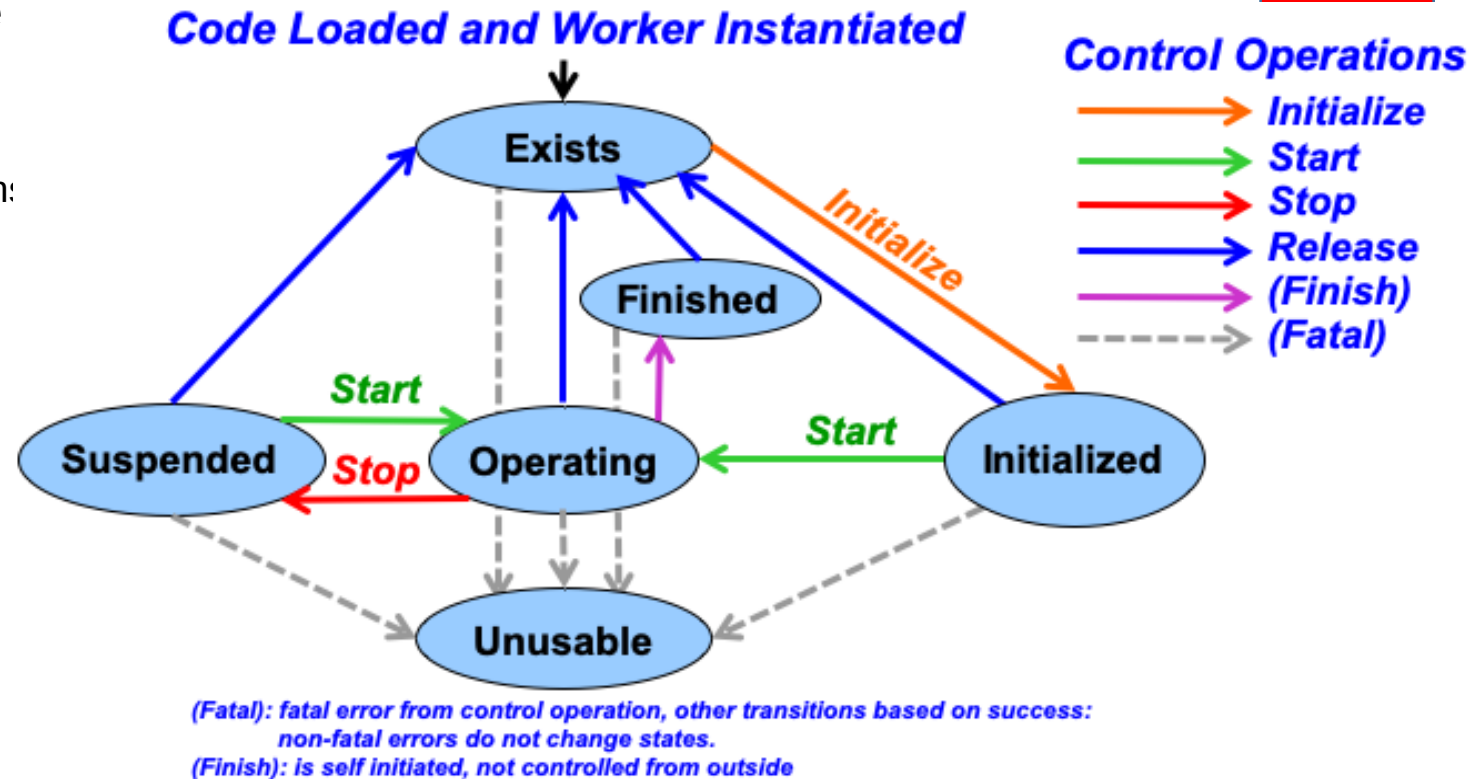 Code Loaded and Worker Instantiated
Control Operations
Initialize
Start
Stop
Release
(Finish)
(Fatal)
Exists
Initialize
Finished
Start
Suspended
Stop
Operating
Start
Initialized
Unusable
(Fatal): fatal error from control operation, other transitions based on success:
non-fatal errors do not change states.
(Finish): is self initiated, not controlled from outside